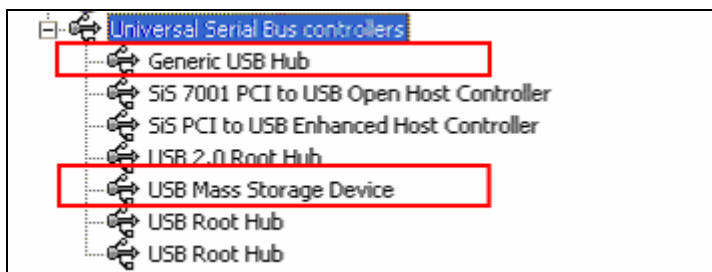 Universal Serial Bus controllers
Generic USB Hub
SiS 7001 PCI to USB Open Host Controller
SiS PCI to USB Enhanced Host Controller
USB 2.0 Root Hub
USB Mass Storage Device
USB Root Hub
USB Root Hub